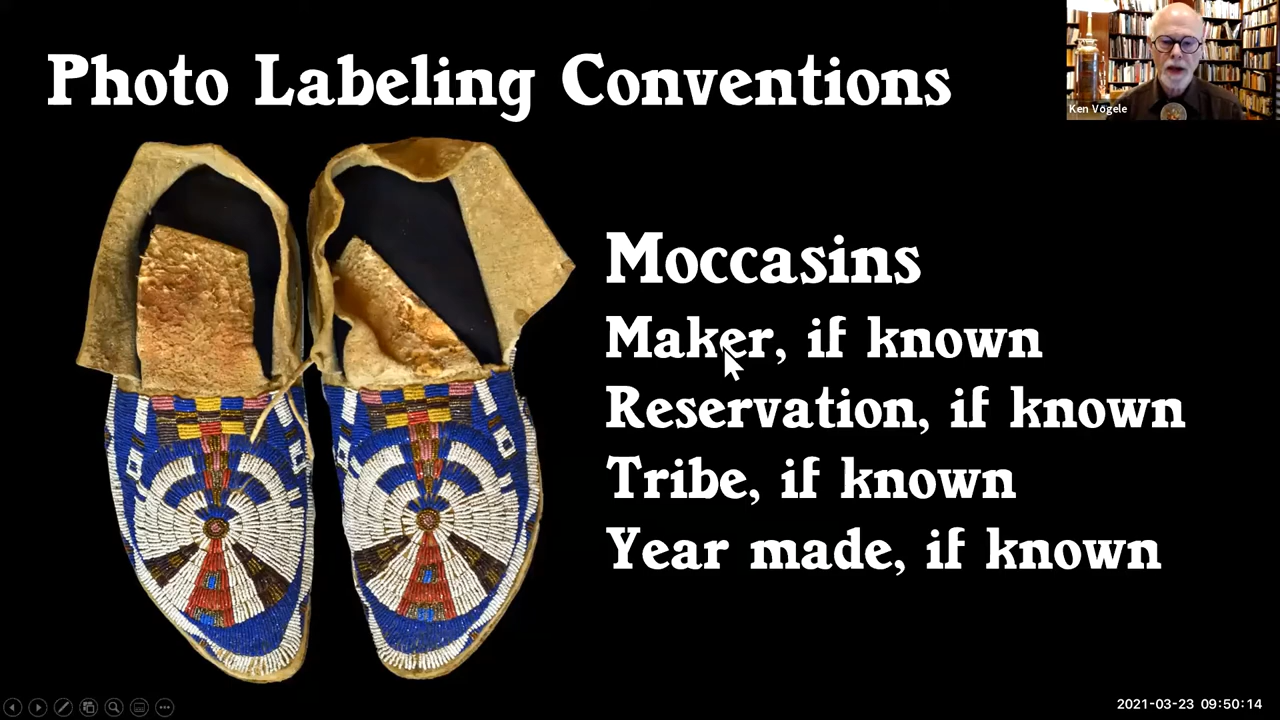 Photo Labeling Conventions
Ken Vögele
Moccasins
Maker, if known
Reservation, if known
Tribe, if known
Year made, if known
2021-03-23 09:50:14